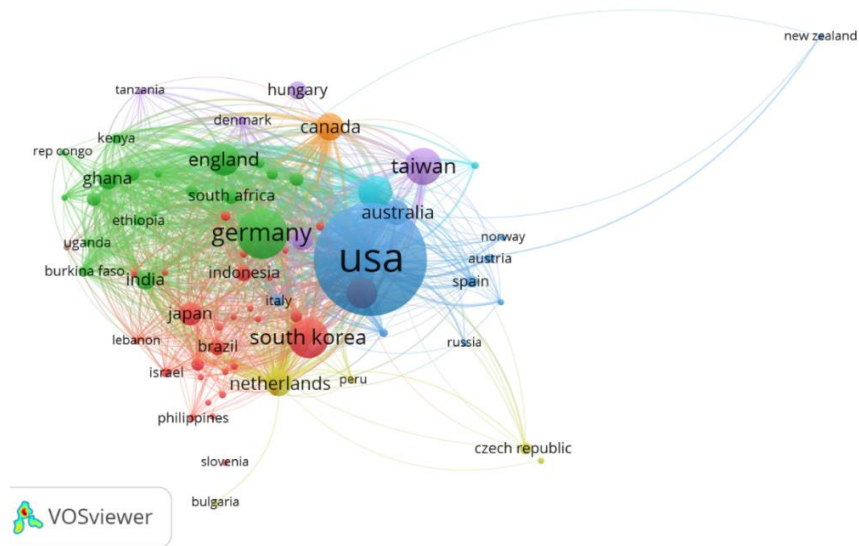 new zealand
tanzania
hungary
denmark
canada
kenya
rep congo
england
taiwan
ghana
south africa
australia
ethiopia
germany
norway
uganda
usa
austria
burkina faso
india
indonesia
spain
italy
japan
south korea
lebanon
brazil
russia
israel
netherlands
peru
philippines
czech republic
slovenia
bulgaria
VOSviewer